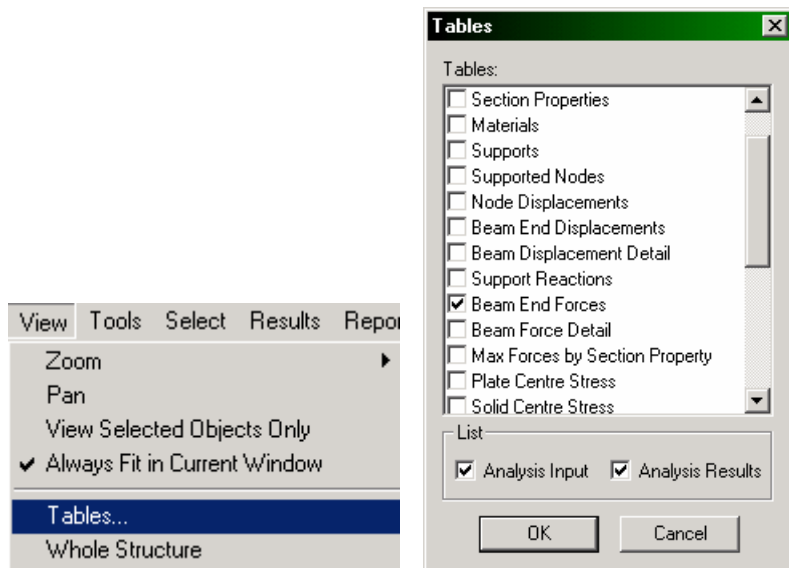 View Tools Select Results Repor
Zoom
Pan
View Selected Objects Only
Always Fit in Current Window
Tables...
Whole Structure
Tables
Tables:
Section Properties
Materials
Supports
Supported Nodes
Node Displacements
Beam End Displacements
Beam Displacement Detail
Support Reactions
Beam End Forces
Beam Force Detail
Max Forces by Section Property
Plate Centre Stress
Solid Centre Stress
List
Analysis Input Analysis Results
OK Cancel